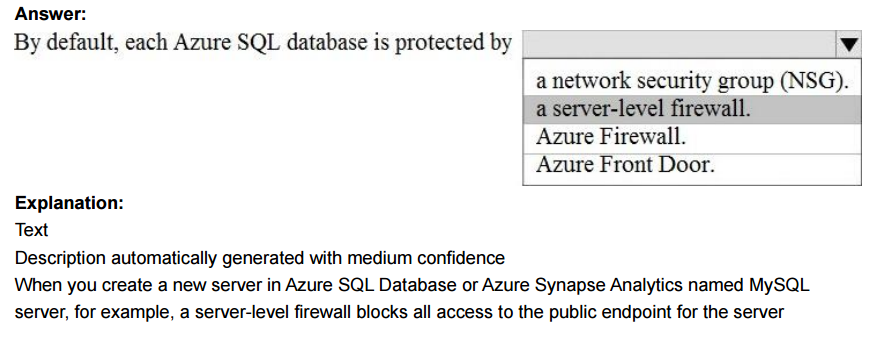 Answer:
By default, each Azure SQL database is protected by
a network security group (NSG).
a server-level firewall.
Azure Firewall.
Azure Front Door.
Explanation:
Text
Description automatically generated with medium confidence
When you create a new server in Azure SQL Database or Azure Synapse Analytics named MySQL
server, for example, a server-level firewall blocks all access to the public endpoint for the server